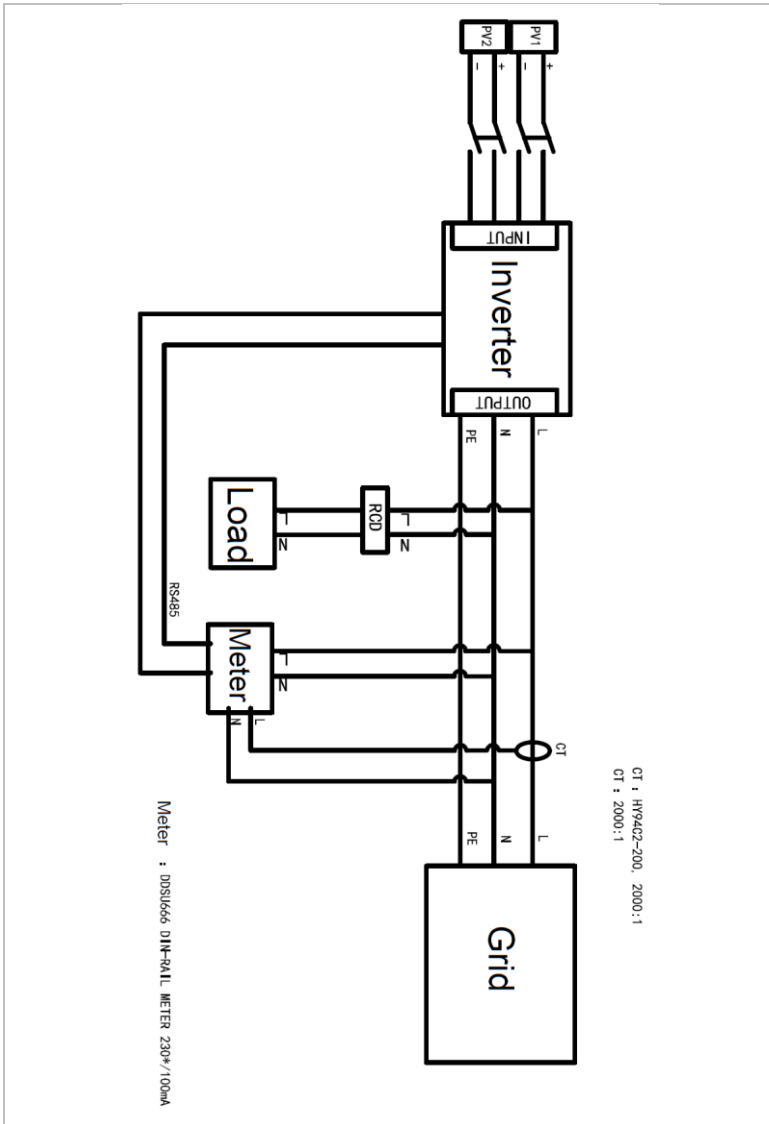 PV1
PV2
+
-
+
-
INPUT
Inverter
OUTPUT
L
N
PE
RCD
L
N
L
N
Load
RS485
Meter
L
N
L
N
CT
CT : HY94C2-200, 2000:1
CT : 2000:1
L
N
PE
Grid
Meter : DDSU666 DIN-RAIL METER 230*/100mA